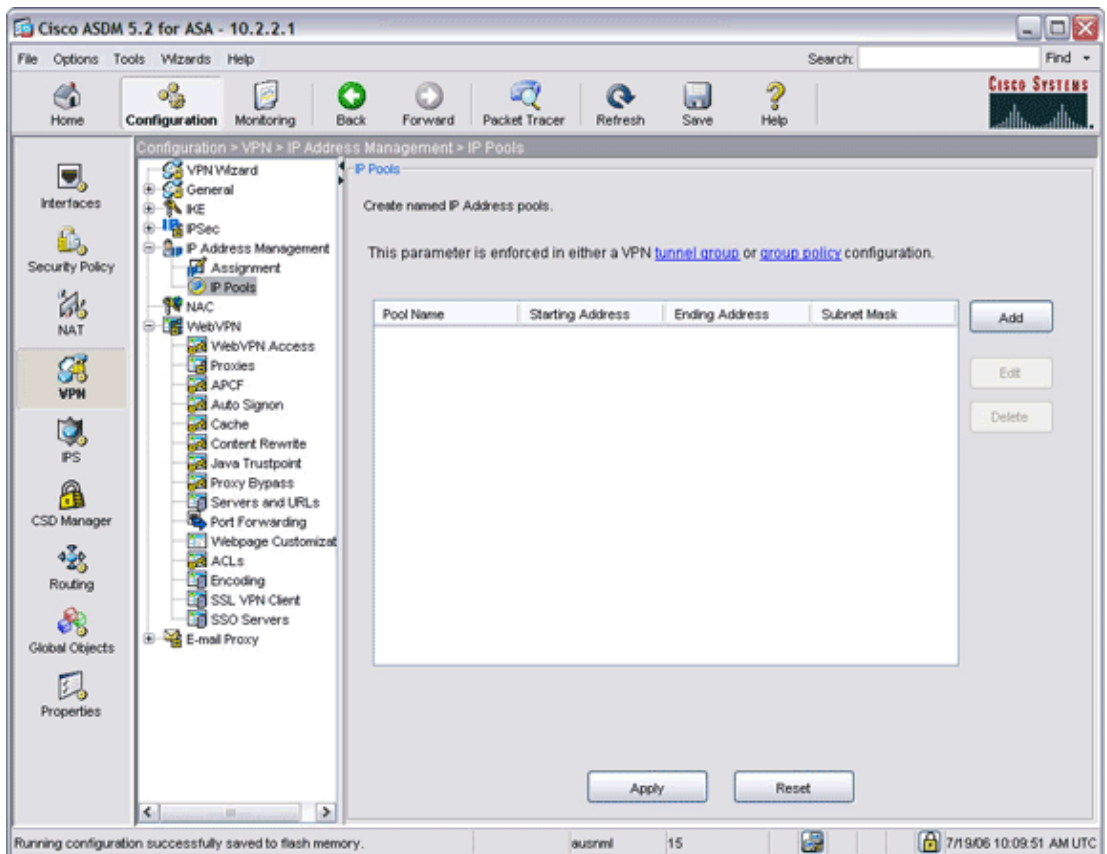 Cisco ASDM 5.2 for ASA - 10.2.2.1
File Options Tools Wizards Help Search: Find
Home Configuration Monitoring Back Forward Packet Tracer Refresh Save Help
CISCO SYSTEMS
Configuration > VPN > IP Address Management > IP Pools
Interfaces
Security Policy
NAT
VPN
IPS
CSD Manager
Routing
Global Objects
Properties
VPN Wizard
General
IKE
IPSec
IP Address Management
Assignment
IP Pools
NAC
WebVPN
WebVPN Access
Proxies
APCF
Auto Signon
Cache
Content Rewrite
Java Trustpoint
Proxy Bypass
Servers and URLs
Port Forwarding
Webpage Customizat
ACLs
Encoding
SSL VPN Client
SSO Servers
E-mail Proxy
IP Pools
Create named IP Address pools.
This parameter is enforced in either a VPN tunnel group or group policy configuration.
Pool Name Starting Address Ending Address Subnet Mask
Add
Edit
Delete
Apply Reset
Running configuration successfully saved to flash memory. ausnml 15 7/19/06 10:09:51 AM UTC